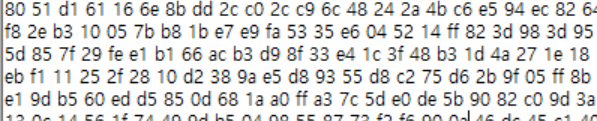 80 51 d1 61 16 6e 8b dd 2c c0 2c c9 6c 48 24 2a 4b c6 e5 94 ec 82 64
f8 2e b3 10 05 7b b8 1b e7 e9 fa 53 35 e6 04 52 14 ff 82 3d 98 3d 95
5d 85 7f 29 fe e1 b1 66 ac b3 d9 8f 33 e4 1c 3f 48 b3 1d 4a 27 1e 18
eb f1 11 25 2f 28 10 d2 38 9a e5 d8 93 55 d8 c2 75 d6 2b 9f 05 ff 8b
e1 9d b5 60 ed d5 85 0d 68 1a a0 ff a3 7c 5d e0 de 5b 90 82 c0 9d 3a